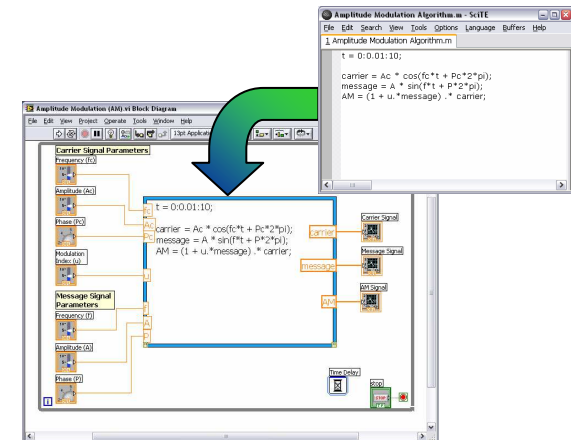 Amplitude Modulation Algorithm.m - SciTE
File Edit Search View Tools Options Language Buffers Help
1 Amplitude Modulation Algorithm.m
t = 0:0.01:10;
carrier = Ac * cos(fc*t + Pc*2*pi);
message = A * sin(f*t + P*2*pi);
AM = (1 + u.*message) .* carrier;
Amplitude Modulation (AM).vi Block Diagram
File Edit View Project Operate Tools Window Help
13pt Applicati
Carrier Signal Parameters
Frequency (fc)
Amplitude (Ac)
Phase (Pc)
Modulation
Index (u)
Message Signal
Parameters
Frequency (f)
Amplitude (A)
Phase (P)
fc
Ac
Pc
u
f
A
P
t = 0:0.01:10;
carrier = Ac * cos(fc*t + Pc*2*pi);
message = A * sin(f*t + P*2*pi);
AM = (1 + u.*message) .* carrier;
carrier
message
AM
Carrier Signal
Message Signal
AM Signal
Time Delay
stop
STOP
TF
i